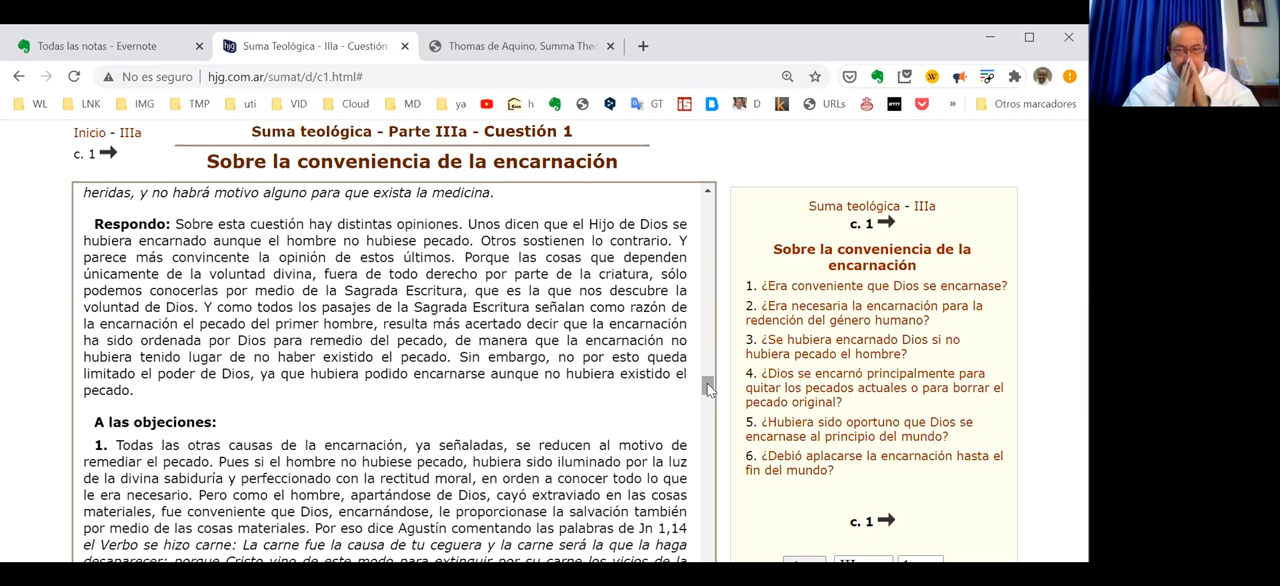 Todas las notas - Evernote
Suma Teológica - IIIa - Cuestión
Thomas de Aquino, Summa Theo
No es seguro | hjg.com.ar/sumat/d/c1.html#
WL LNK IMG TMP uti VID Cloud MD ya h GT D URLs » Otros marcadores
Inicio - IIIa
c. 1
Suma teológica - Parte IIIa - Cuestión 1
Sobre la conveniencia de la encarnación
heridas, y no habrá motivo alguno para que exista la medicina.
Respondo: Sobre esta cuestión hay distintas opiniones. Unos dicen que el Hijo de Dios se
hubiera encarnado aunque el hombre no hubiese pecado. Otros sostienen lo contrario. Y
parece más convincente la opinión de estos últimos. Porque las cosas que dependen
únicamente de la voluntad divina, fuera de todo derecho por parte de la criatura, sólo
podemos conocerlas por medio de la Sagrada Escritura, que es la que nos descubre la
voluntad de Dios. Y como todos los pasajes de la Sagrada Escritura señalan como razón de
la encarnación el pecado del primer hombre, resulta más acertado decir que la encarnación
ha sido ordenada por Dios para remedio del pecado, de manera que la encarnación no
hubiera tenido lugar de no haber existido el pecado. Sin embargo, no por esto queda
limitado el poder de Dios, ya que hubiera podido encarnarse aunque no hubiera existido el
pecado.
A las objeciones:
1. Todas las otras causas de la encarnación, ya señaladas, se reducen al motivo de
remediar el pecado. Pues si el hombre no hubiese pecado, hubiera sido iluminado por la luz
de la divina sabiduría y perfeccionado con la rectitud moral, en orden a conocer todo lo que
le era necesario. Pero como el hombre, apartándose de Dios, cayó extraviado en las cosas
materiales, fue conveniente que Dios, encarnándose, le proporcionase la salvación también
por medio de las cosas materiales. Por eso dice Agustín comentando las palabras de Jn 1,14
el Verbo se hizo carne: La carne fue la causa de tu ceguera y la carne será la que la haga
desaparecer; porque Cristo vino de este modo para extinguir por su carne los vicios de la
Suma teológica - IIIa
c. 1
Sobre la conveniencia de la
encarnación
1. ¿Era conveniente que Dios se encarnase?
2. ¿Era necesaria la encarnación para la
redención del género humano?
3. ¿Se hubiera encarnado Dios si no
hubiera pecado el hombre?
4. ¿Dios se encarnó principalmente para
quitar los pecados actuales o para borrar el
pecado original?
5. ¿Hubiera sido oportuno que Dios se
encarnase al principio del mundo?
6. ¿Debió aplacarse la encarnación hasta el
fin del mundo?
c. 1